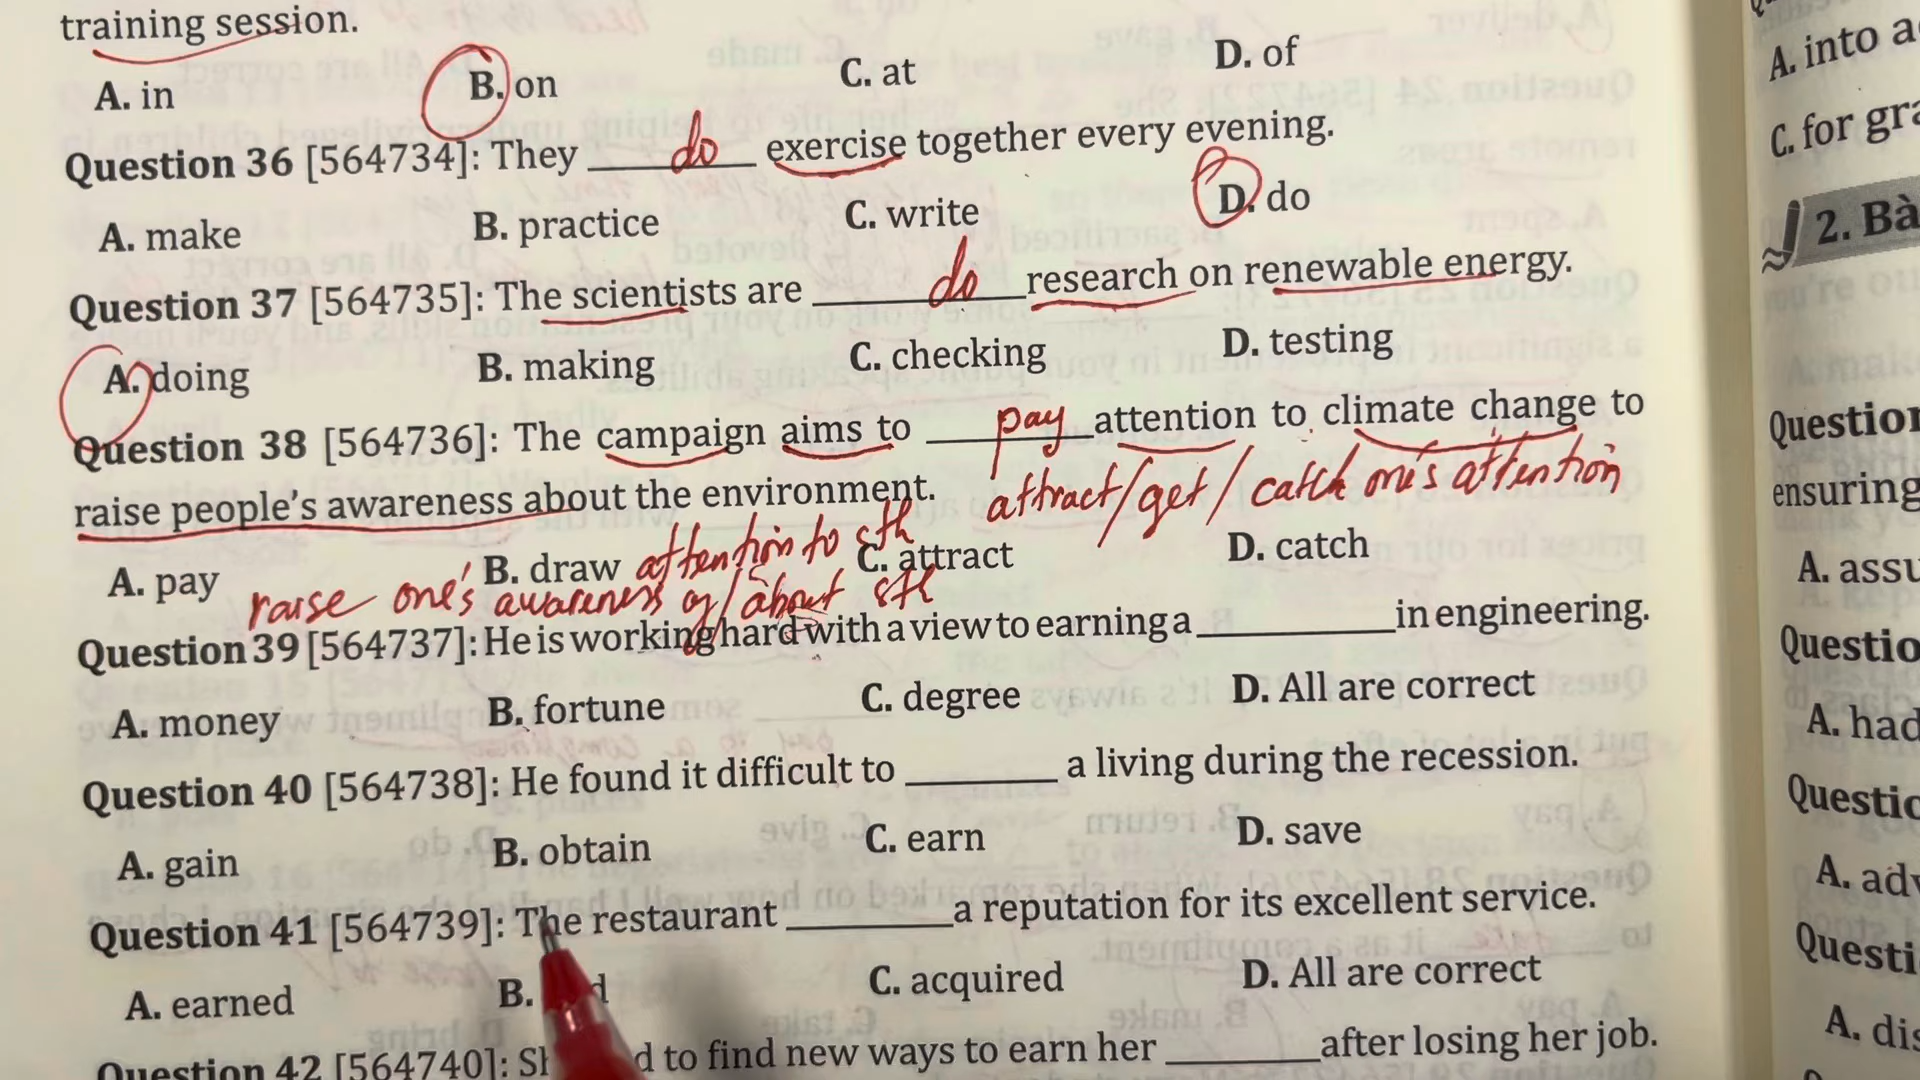 training session.
A. in B. on C. at D. of
Question 36 [564734]: They do exercise together every evening.
A. make B. practice C. write D. do
Question 37 [564735]: The scientists are do research on renewable energy.
A. doing B. making C. checking D. testing
Question 38 [564736]: The campaign aims to pay attention to climate change to
raise people's awareness about the environment. attract/get/catch one's attention
A. pay B. draw attention to sth C. attract D. catch
raise one's awareness of/about sth
Question 39 [564737]: He is working hard with a view to earning a in engineering.
A. money B. fortune C. degree D. All are correct
Question 40 [564738]: He found it difficult to a living during the recession.
A. gain B. obtain C. earn D. save
Question 41 [564739]: The restaurant a reputation for its excellent service.
A. earned B. C. acquired D. All are correct
Question 42 [564740]: to find new ways to earn her after losing her job.
A. into
C. for
2. Bà
Question
ensuring
A.
A. had
A.
A.